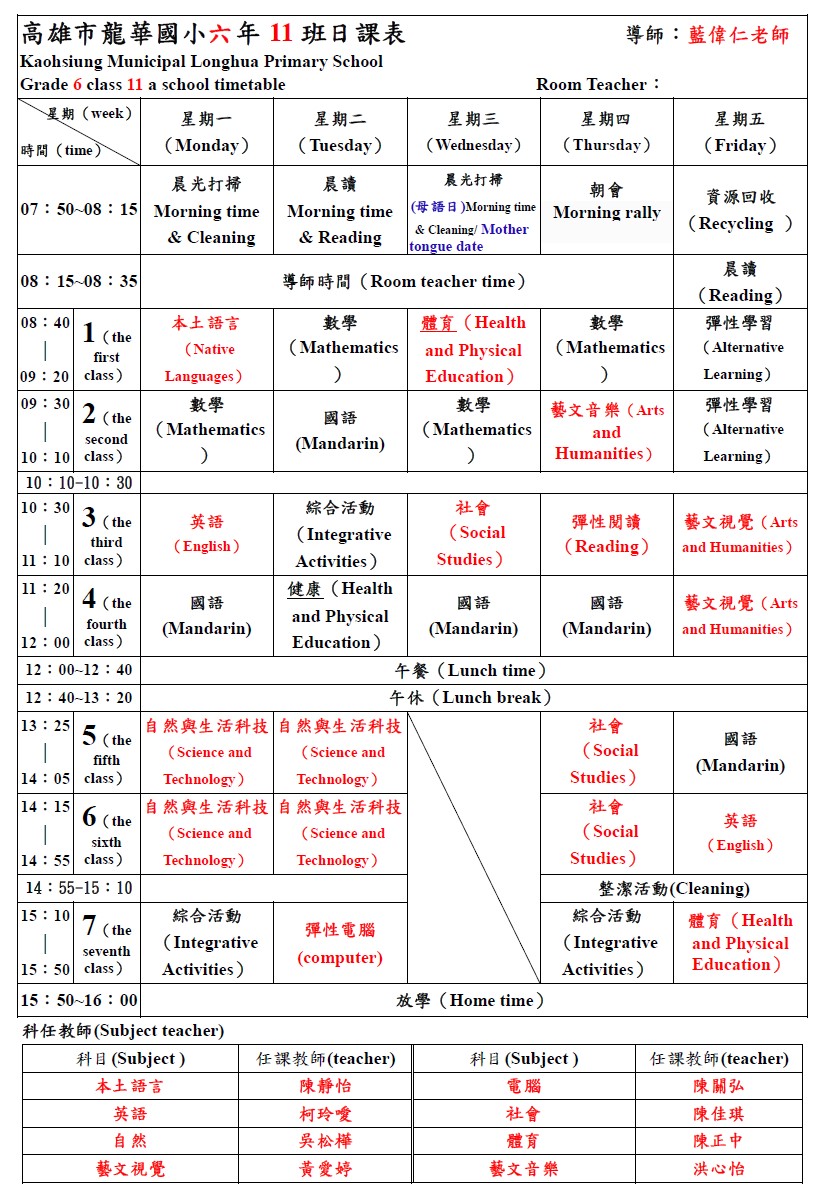 高雄市龍華國小六年 11 班日課表 導師：藍偉仁老師
Kaohsiung Municipal Longhua Primary School
Grade 6 class 11 a school timetable Room Teacher：
星期（week）
時間（time）
星期一
（Monday）
星期二
（Tuesday）
星期三
（Wednesday）
星期四
（Thursday）
星期五
（Friday）
07：50~08：15
晨光打掃
Morning time
& Cleaning
晨讀
Morning time
& Reading
晨光打掃
(母語日)Morning time
& Cleaning/ Mother
tongue date
朝會
Morning rally
資源回收
（Recycling ）
08：15~08：35
導師時間（Room teacher time）
晨讀
（Reading）
08：40
｜
09：20
1（the
first
class）
本土語言
（Native
Languages）
數學
（Mathematics
）
體育（Health
and Physical
Education）
數學
（Mathematics
）
彈性學習
（Alternative
Learning）
09：30
｜
10：10
2（the
second
class）
數學
（Mathematics
）
國語
(Mandarin)
數學
（Mathematics
）
藝文音樂（Arts
and
Humanities）
彈性學習
（Alternative
Learning）
10：10-10：30
10：30
｜
11：10
3（the
third
class）
英語
（English）
綜合活動
（Integrative
Activities）
社會
（Social
Studies）
彈性閱讀
（Reading）
藝文視覺（Arts
and Humanities）
11：20
｜
12：00
4（the
fourth
class）
國語
(Mandarin)
健康（Health
and Physical
Education）
國語
(Mandarin)
國語
(Mandarin)
藝文視覺（Arts
and Humanities）
12：00~12：40
午餐（Lunch time）
12：40~13：20
午休（Lunch break）
13：25
｜
14：05
5（the
fifth
class）
自然與生活科技
（Science and
Technology）
自然與生活科技
（Science and
Technology）
社會
（Social
Studies）
國語
(Mandarin)
14：15
｜
14：55
6（the
sixth
class）
自然與生活科技
（Science and
Technology）
自然與生活科技
（Science and
Technology）
社會
（Social
Studies）
英語
（English）
14：55-15：10
整潔活動(Cleaning)
15：10
｜
15：50
7（the
seventh
class）
綜合活動
（Integrative
Activities）
彈性電腦
(computer)
綜合活動
（Integrative
Activities）
體育（Health
and Physical
Education）
15：50~16：00
放學（Home time）
科任教師(Subject teacher)
科目(Subject ) 任課教師(teacher) 科目(Subject ) 任課教師(teacher)
本土語言 陳靜怡 電腦 陳關弘
英語 柯玲噯 社會 陳佳琪
自然 吳松樺 體育 陳正中
藝文視覺 黃愛婷 藝文音樂 洪心怡